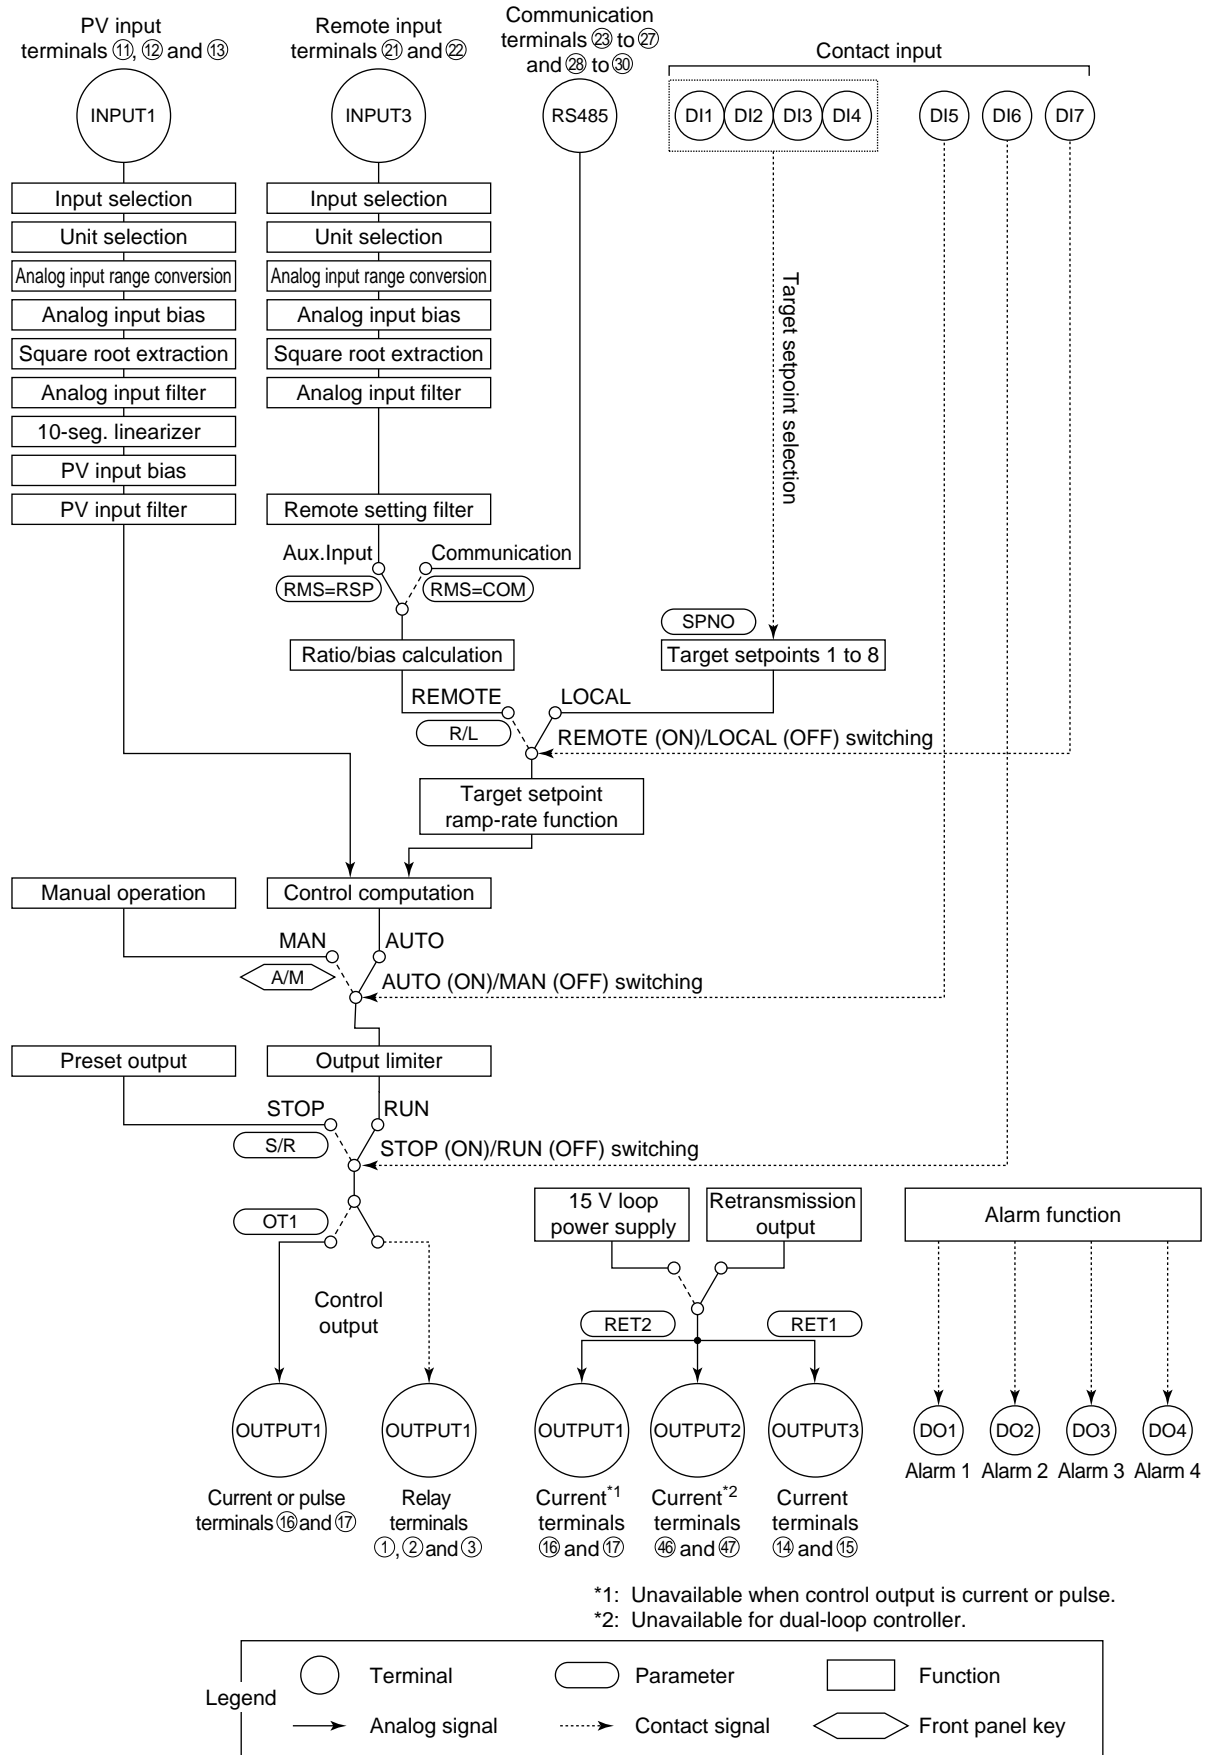 PV input
terminals ⑪, ⑫ and ⑬
Remote input
terminals ㉑ and ㉒
Communication
terminals ㉓ to ㉗
and ㉘ to ㉚
Contact input
INPUT1
INPUT3
RS485
DI1
DI2
DI3
DI4
DI5
DI6
DI7
Input selection
Unit selection
Analog input range conversion
Analog input bias
Square root extraction
Analog input filter
10-seg. linearizer
PV input bias
PV input filter
Input selection
Unit selection
Analog input range conversion
Analog input bias
Square root extraction
Analog input filter
Remote setting filter
Target setpoint selection
Aux.Input
Communication
RMS=RSP
RMS=COM
SPNO
Ratio/bias calculation
Target setpoints 1 to 8
REMOTE
LOCAL
R/L
REMOTE (ON)/LOCAL (OFF) switching
Target setpoint
ramp-rate function
Manual operation
Control computation
MAN
AUTO
A/M
AUTO (ON)/MAN (OFF) switching
Preset output
Output limiter
STOP
RUN
S/R
STOP (ON)/RUN (OFF) switching
OT1
Control
output
15 V loop
power supply
Retransmission
output
Alarm function
RET2
RET1
OUTPUT1
OUTPUT1
OUTPUT1
OUTPUT2
OUTPUT3
DO1
DO2
DO3
DO4
Alarm 1
Alarm 2
Alarm 3
Alarm 4
Current or pulse
terminals ⑯ and ⑰
Relay
terminals
①, ② and ③
Current*1
terminals
⑯ and ⑰
Current*2
terminals
㊻ and ㊼
Current
terminals
⑭ and ⑮
*1: Unavailable when control output is current or pulse.
*2: Unavailable for dual-loop controller.
Legend
Terminal
Parameter
Function
Analog signal
Contact signal
Front panel key